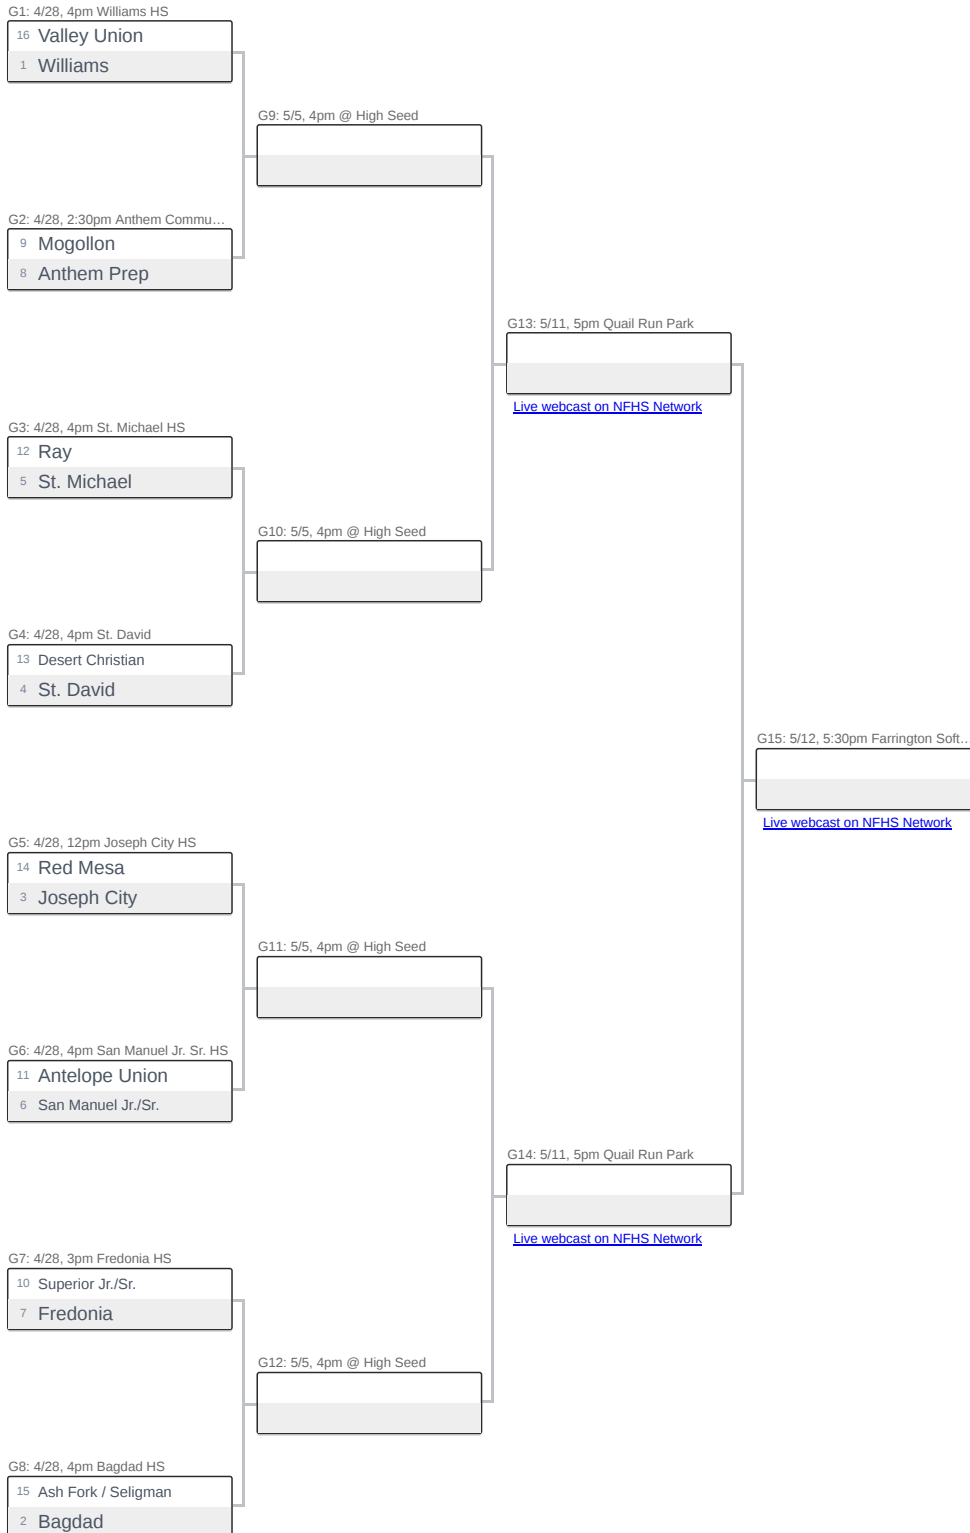 G1: 4/28, 4pm Williams HS
16 Valley Union
1 Williams
G9: 5/5, 4pm @ High Seed
G2: 4/28, 2:30pm Anthem Commu…
9 Mogollon
8 Anthem Prep
G13: 5/11, 5pm Quail Run Park
Live webcast on NFHS Network
G3: 4/28, 4pm St. Michael HS
12 Ray
5 St. Michael
G10: 5/5, 4pm @ High Seed
G4: 4/28, 4pm St. David
13 Desert Christian
4 St. David
G15: 5/12, 5:30pm Farrington Soft…
Live webcast on NFHS Network
G5: 4/28, 12pm Joseph City HS
14 Red Mesa
3 Joseph City
G11: 5/5, 4pm @ High Seed
G6: 4/28, 4pm San Manuel Jr. Sr. HS
11 Antelope Union
6 San Manuel Jr./Sr.
G14: 5/11, 5pm Quail Run Park
Live webcast on NFHS Network
G7: 4/28, 3pm Fredonia HS
10 Superior Jr./Sr.
7 Fredonia
G12: 5/5, 4pm @ High Seed
G8: 4/28, 4pm Bagdad HS
15 Ash Fork / Seligman
2 Bagdad